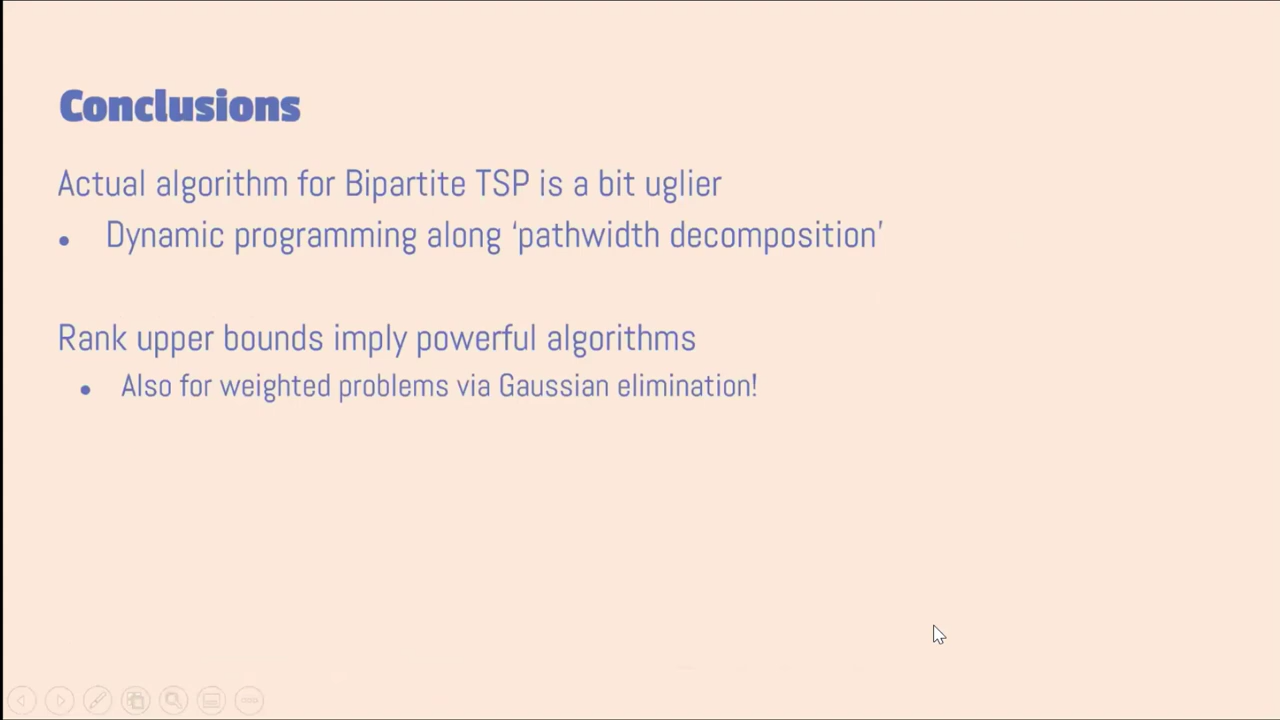 Conclusions
Actual algorithm for Bipartite TSP is a bit uglier
• Dynamic programming along ‘pathwidth decomposition’
Rank upper bounds imply powerful algorithms
• Also for weighted problems via Gaussian elimination!